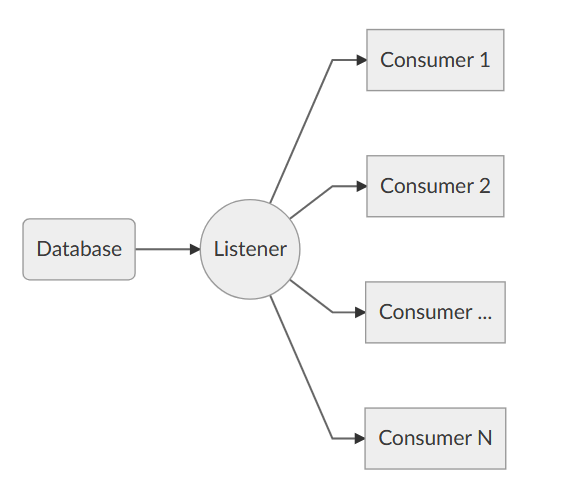 Consumer 1
Consumer 2
Database
Listener
Consumer ...
Consumer N